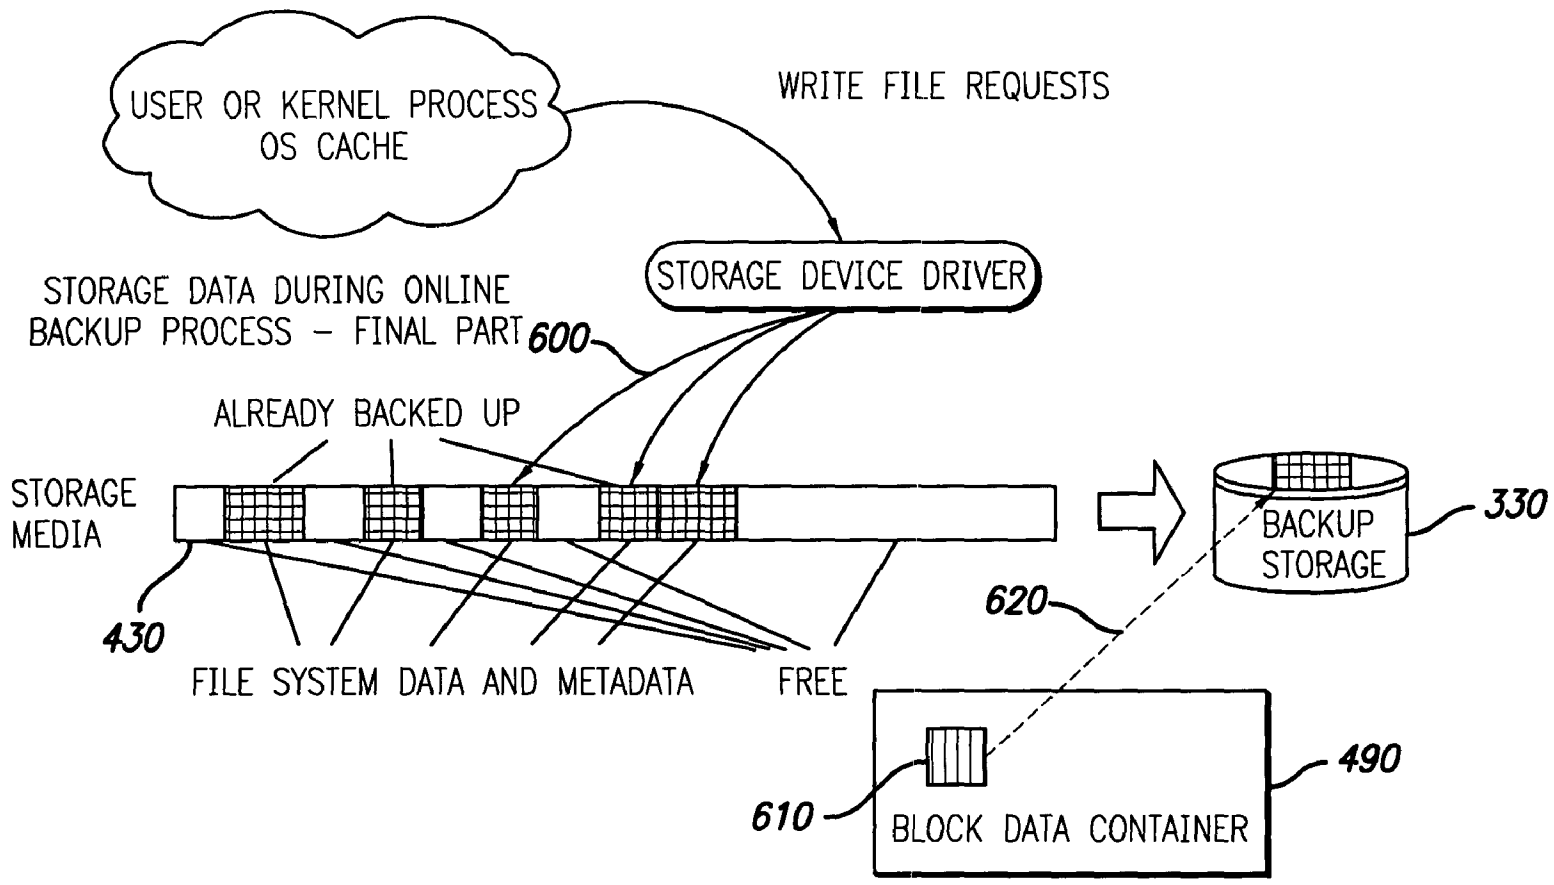 WRITE FILE REQUESTS
USER OR KERNEL PROCESS
OS CACHE
STORAGE DEVICE DRIVER
STORAGE DATA DURING ONLINE
BACKUP PROCESS – FINAL PART
600
ALREADY BACKED UP
STORAGE
MEDIA
430
FILE SYSTEM DATA AND METADATA
FREE
BACKUP
STORAGE
330
620
610
490
BLOCK DATA CONTAINER